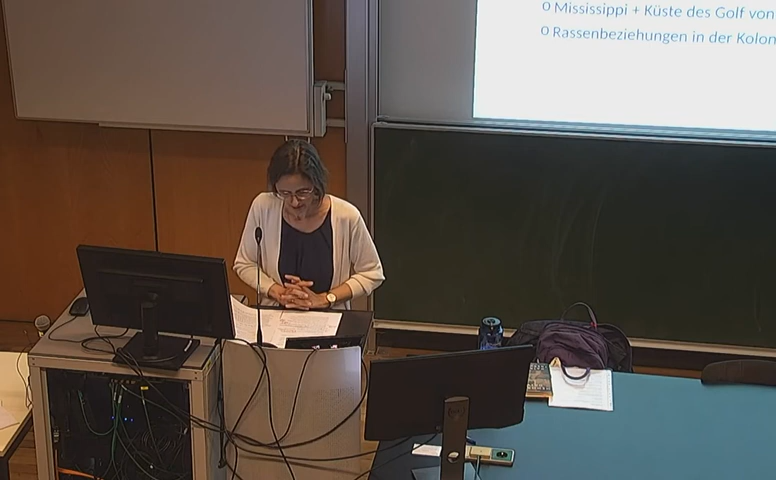 o Mississippi + Küste des Golf von
o Rassenbeziehungen in der Kolon